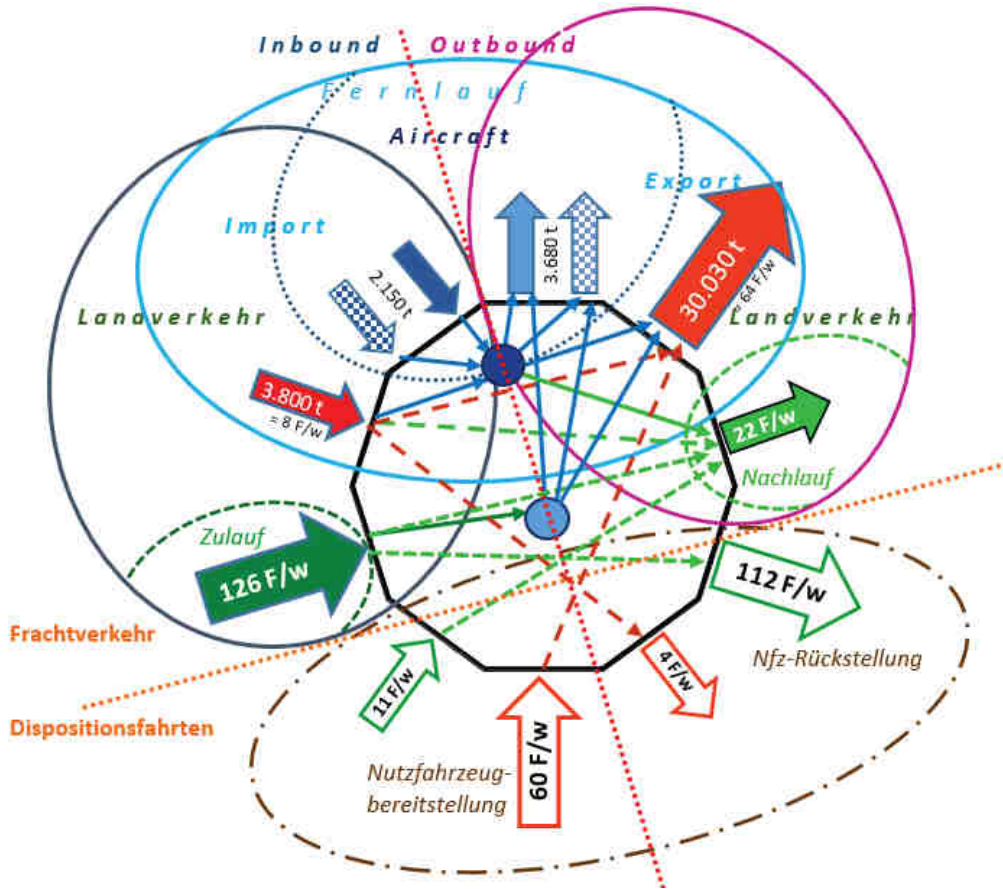 Inbound Outbound
Fernlauf
Aircraft
Export
Import
3.680 t
2.150 t
30.030 t
≈ 64 F/w
Landverkehr
Landverkehr
3.800 t
≈ 8 F/w
22 F/w
Nachlauf
Zulauf
126 F/w
112 F/w
Frachtverkehr
Nfz-Rückstellung
4 F/w
11 F/w
Dispositionsfahrten
60 F/w
Nutzfahrzeug-
bereitstellung